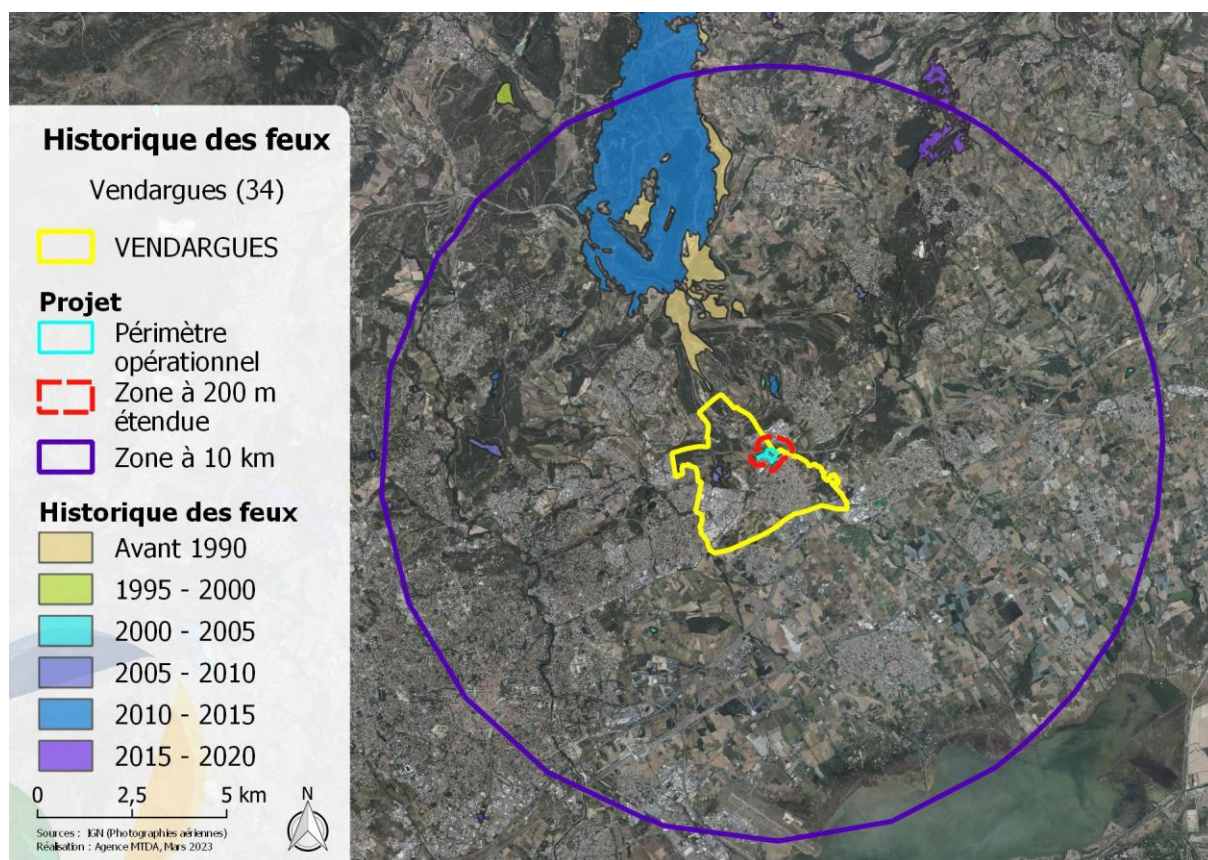 Historique des feux
Vendargues (34)
VENDARGUES
Projet
Périmètre
opérationnel
Zone à 200 m
étendue
Zone à 10 km
Historique des feux
Avant 1990
1995 - 2000
2000 - 2005
2005 - 2010
2010 - 2015
2015 - 2020
0 2,5 5 km
N
Sources : IGN (Photographies aériennes)
Réalisation : Agence MTDA, Mars 2023